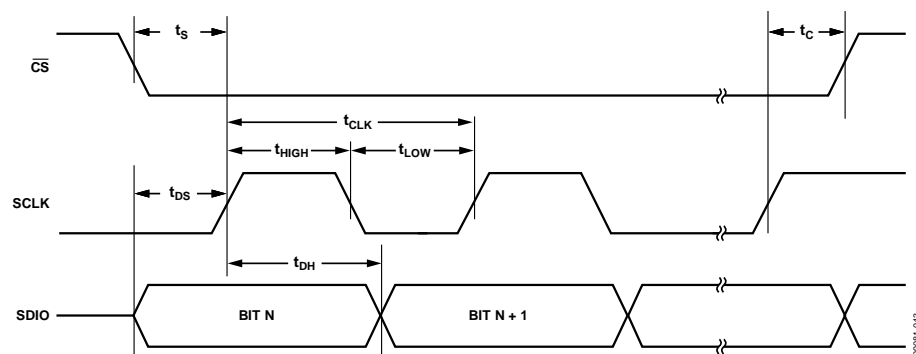 tS
tC
CS
tCLK
tHIGH
tLOW
tDS
SCLK
tDH
SDIO
BIT N
BIT N + 1